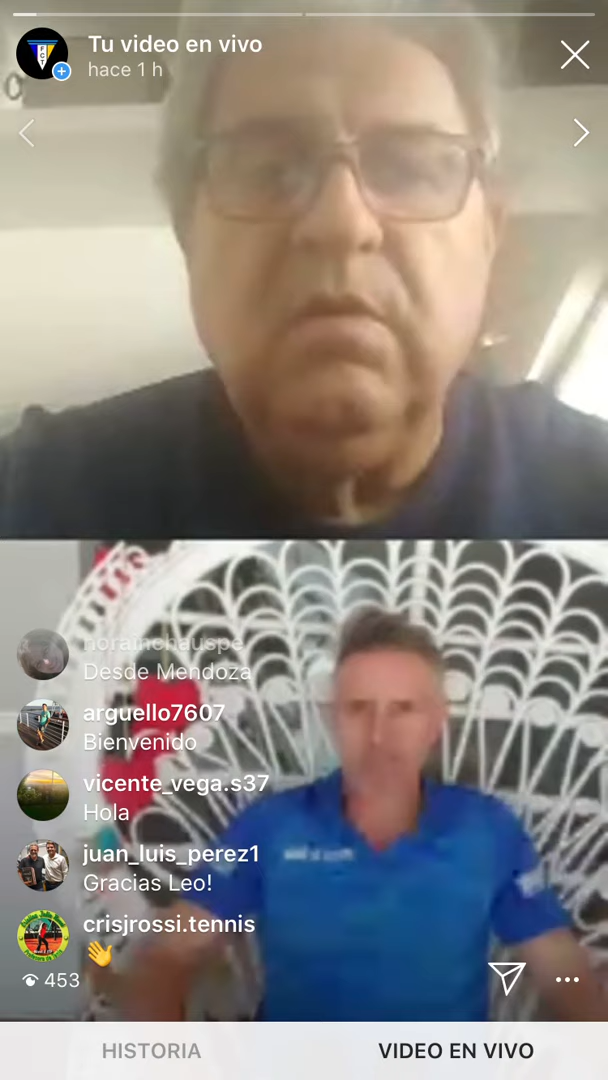 Tu video en vivo
hace 1 h
norainchauspe
Desde Mendoza
arguello7607
Bienvenido
vicente_vega.s37
Hola
juan_luis_perez1
Gracias Leo!
crisjrossi.tennis
👋
453
HISTORIA
VIDEO EN VIVO